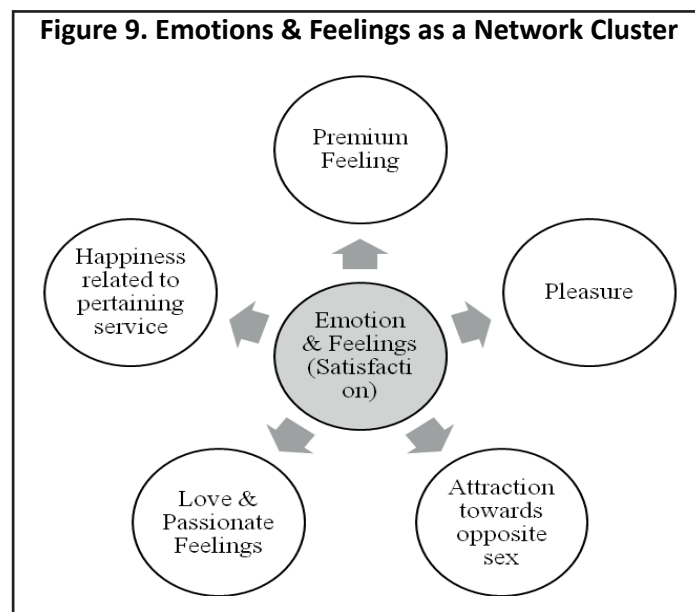 Figure 9. Emotions & Feelings as a Network Cluster
Premium
Feeling
Happiness
related to
pertaining
service
Pleasure
Emotion
& Feelings
(Satisfacti
on)
Love &
Passionate
Feelings
Attraction
towards
opposite
sex